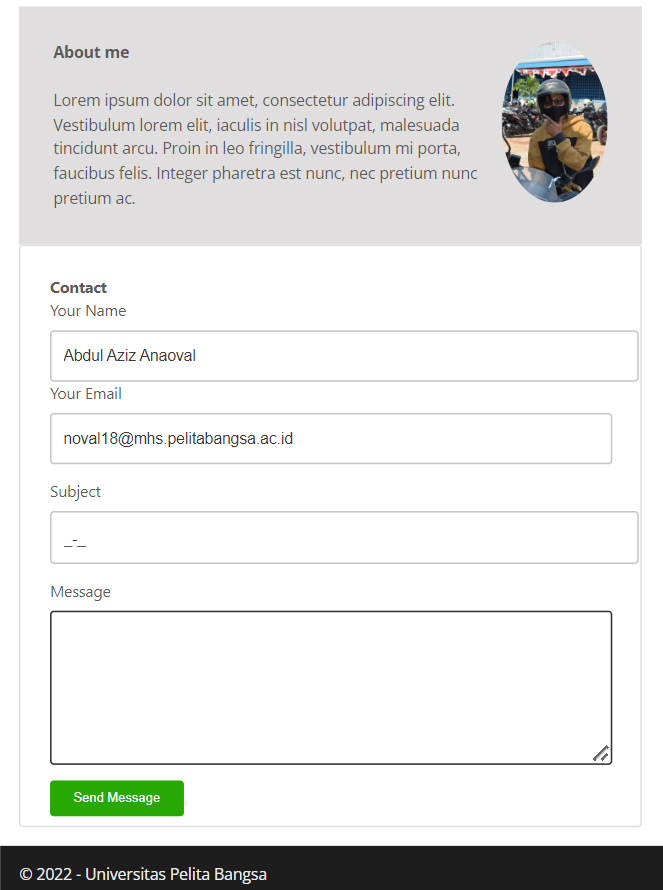 About me
Lorem ipsum dolor sit amet, consectetur adipiscing elit.
Vestibulum lorem elit, iaculis in nisl volutpat, malesuada
tincidunt arcu. Proin in leo fringilla, vestibulum mi porta,
faucibus felis. Integer pharetra est nunc, nec pretium nunc
pretium ac.
Contact
Your Name
Abdul Aziz Anaoval
Your Email
noval18@mhs.pelitabangsa.ac.id
Subject
_-_
Message
Send Message
© 2022 - Universitas Pelita Bangsa